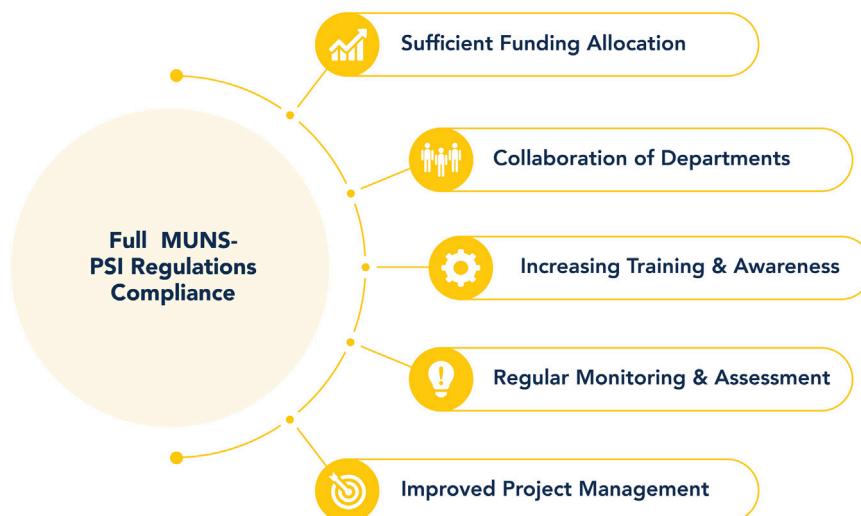 Sufficient Funding Allocation
Collaboration of Departments
Full MUNS-
PSI Regulations
Compliance
Increasing Training & Awareness
Regular Monitoring & Assessment
Improved Project Management